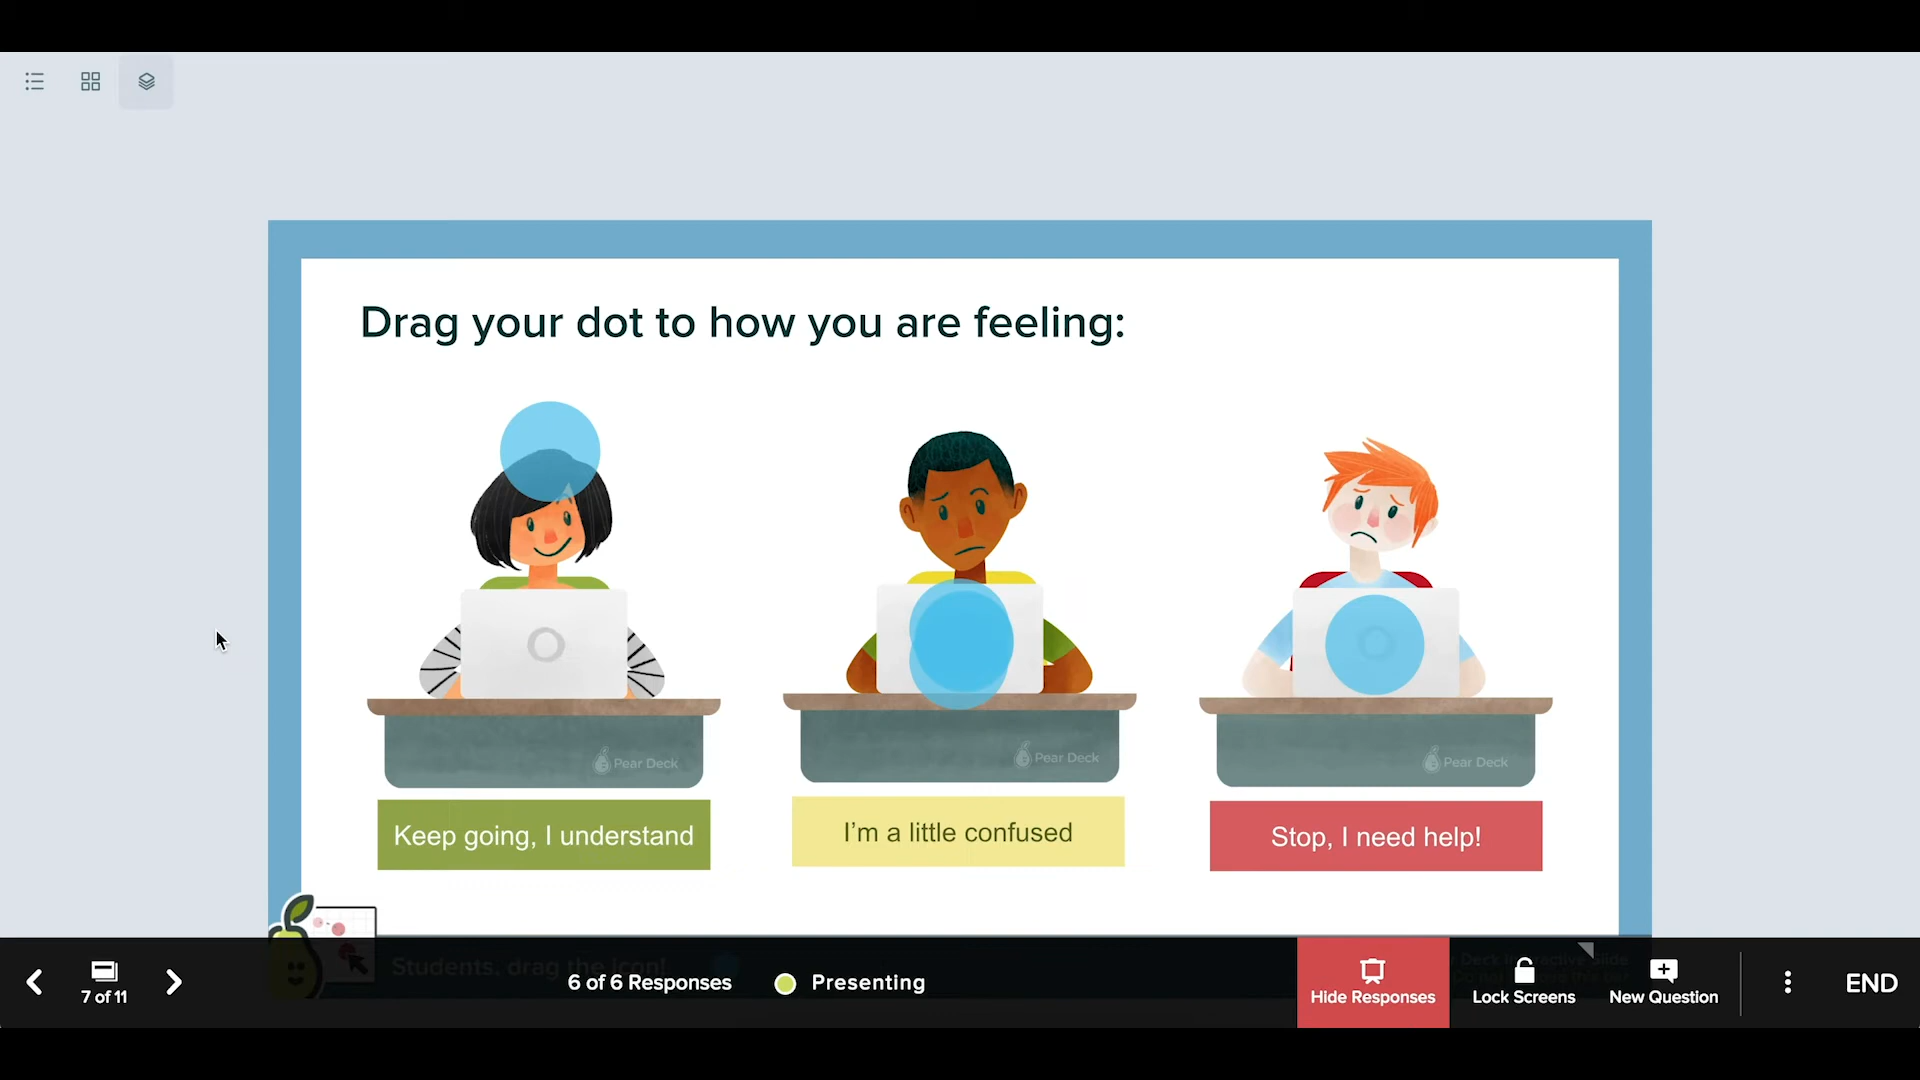 Drag your dot to how you are feeling:
Pear Deck
Pear Deck
Pear Deck
Keep going, I understand
I’m a little confused
Stop, I need help!
Students, drag the icon!
7 of 11
6 of 6 Responses
Presenting
Hide Responses
Lock Screens
New Question
END